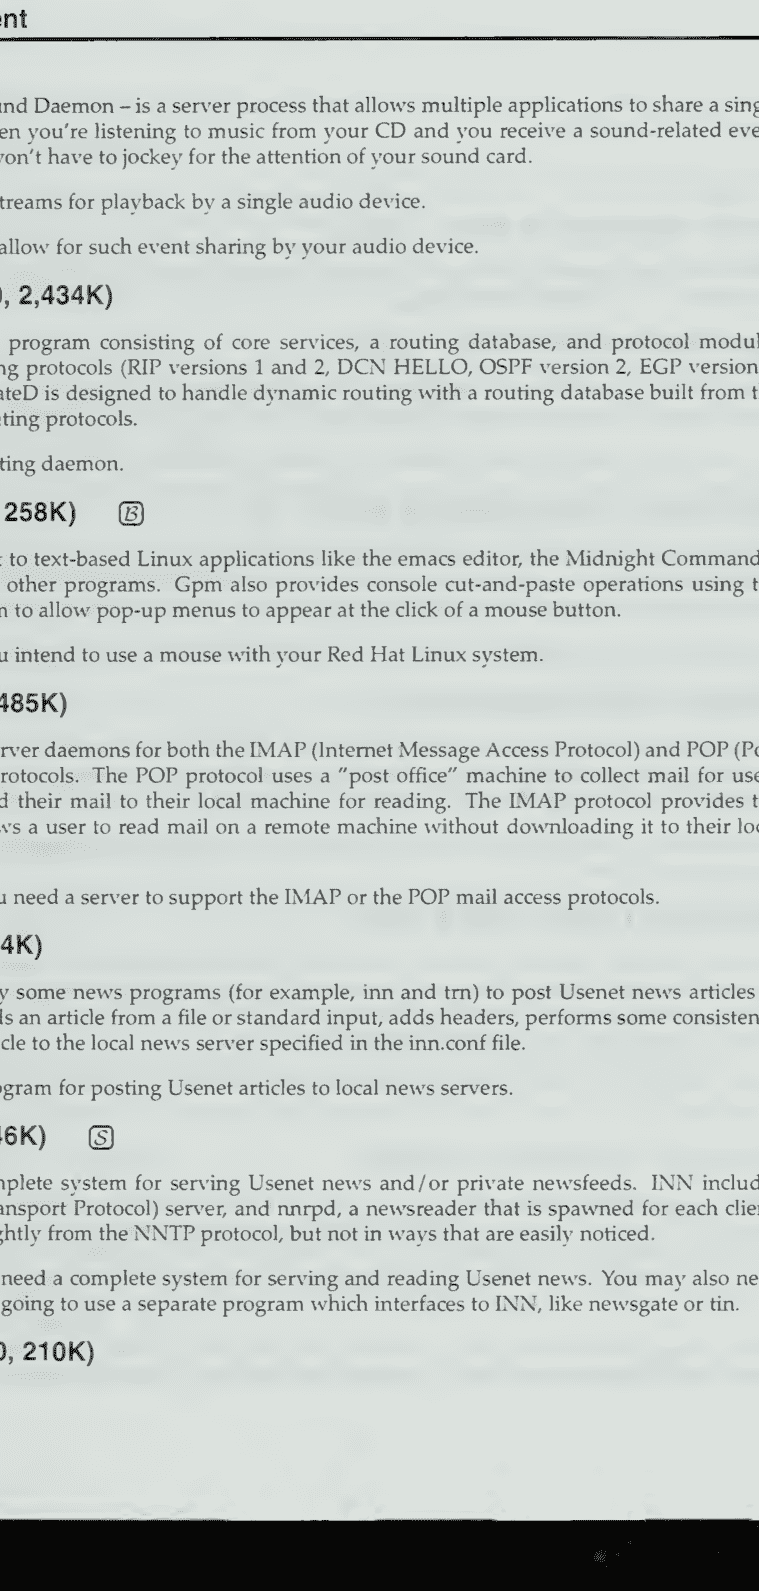 ent
und Daemon – is a server process that allows multiple applications to share a sing
en you're listening to music from your CD and you receive a sound-related eve
von't have to jockey for the attention of your sound card.
treams for playback by a single audio device.
allow for such event sharing by your audio device.
), 2,434K)
program consisting of core services, a routing database, and protocol modul
ng protocols (RIP versions 1 and 2, DCN HELLO, OSPF version 2, EGP version
ateD is designed to handle dynamic routing with a routing database built from t
ting protocols.
ting daemon.
258K) B
t to text-based Linux applications like the emacs editor, the Midnight Command
other programs. Gpm also provides console cut-and-paste operations using t
n to allow pop-up menus to appear at the click of a mouse button.
u intend to use a mouse with your Red Hat Linux system.
485K)
rver daemons for both the IMAP (Internet Message Access Protocol) and POP (Po
rotocols. The POP protocol uses a "post office" machine to collect mail for use
d their mail to their local machine for reading. The IMAP protocol provides t
ws a user to read mail on a remote machine without downloading it to their loc
u need a server to support the IMAP or the POP mail access protocols.
4K)
y some news programs (for example, inn and trn) to post Usenet news articles
ds an article from a file or standard input, adds headers, performs some consisten
cle to the local news server specified in the inn.conf file.
ogram for posting Usenet articles to local news servers.
46K) S
nplete system for serving Usenet news and/or private newsfeeds. INN includ
ansport Protocol) server, and nnrpd, a newsreader that is spawned for each clien
ghtly from the NNTP protocol, but not in ways that are easily noticed.
need a complete system for serving and reading Usenet news. You may also ne
going to use a separate program which interfaces to INN, like newsgate or tin.
0, 210K)